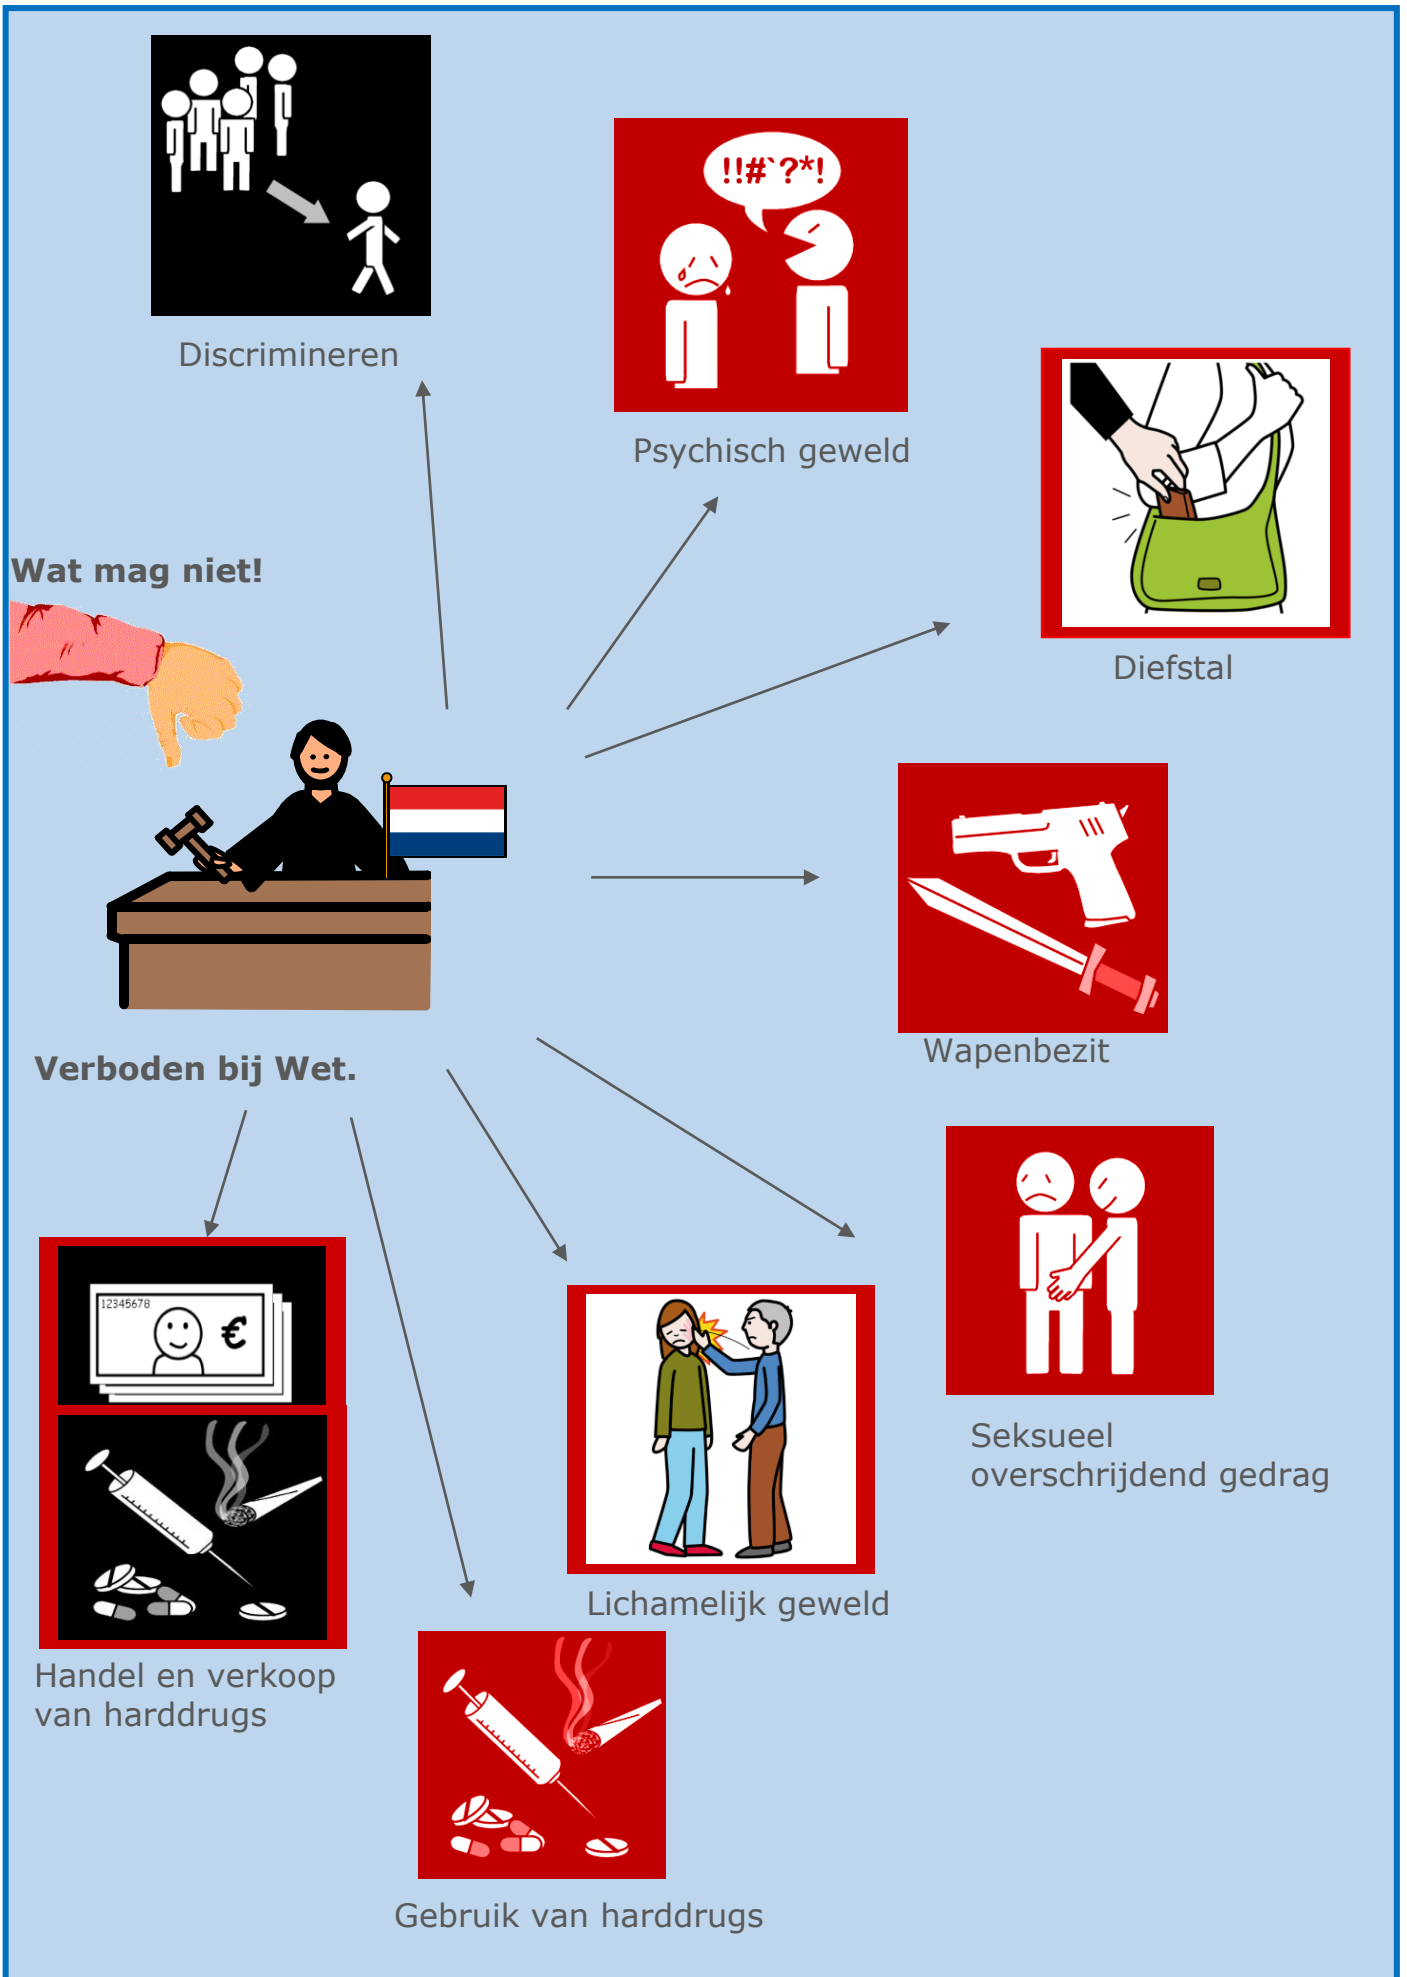 !!#`?*!
Discrimineren
Psychisch geweld
Wat mag niet!
Diefstal
Wapenbezit
Verboden bij Wet.
12345678
€
Seksueel
overschrijdend gedrag
Lichamelijk geweld
Handel en verkoop
van harddrugs
Gebruik van harddrugs